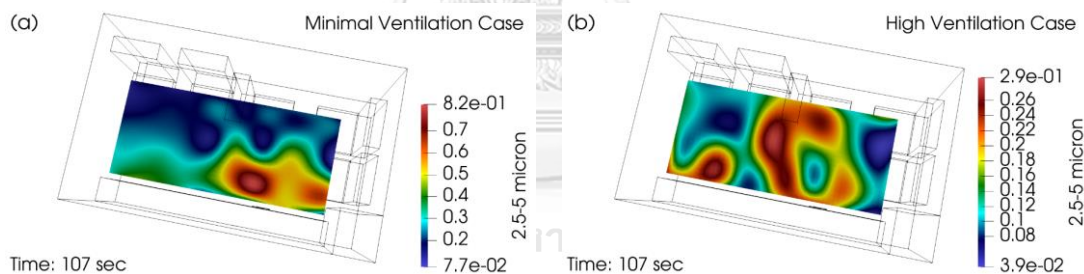 (a) Minimal Ventilation Case
8.2e-01
0.7
0.6
0.5
0.4
0.3
0.2
7.7e-02
2.5-5 micron
Time: 107 sec
(b) High Ventilation Case
2.9e-01
0.26
0.24
0.22
0.2
0.18
0.16
0.14
0.12
0.1
0.08
3.9e-02
2.5-5 micron
Time: 107 sec